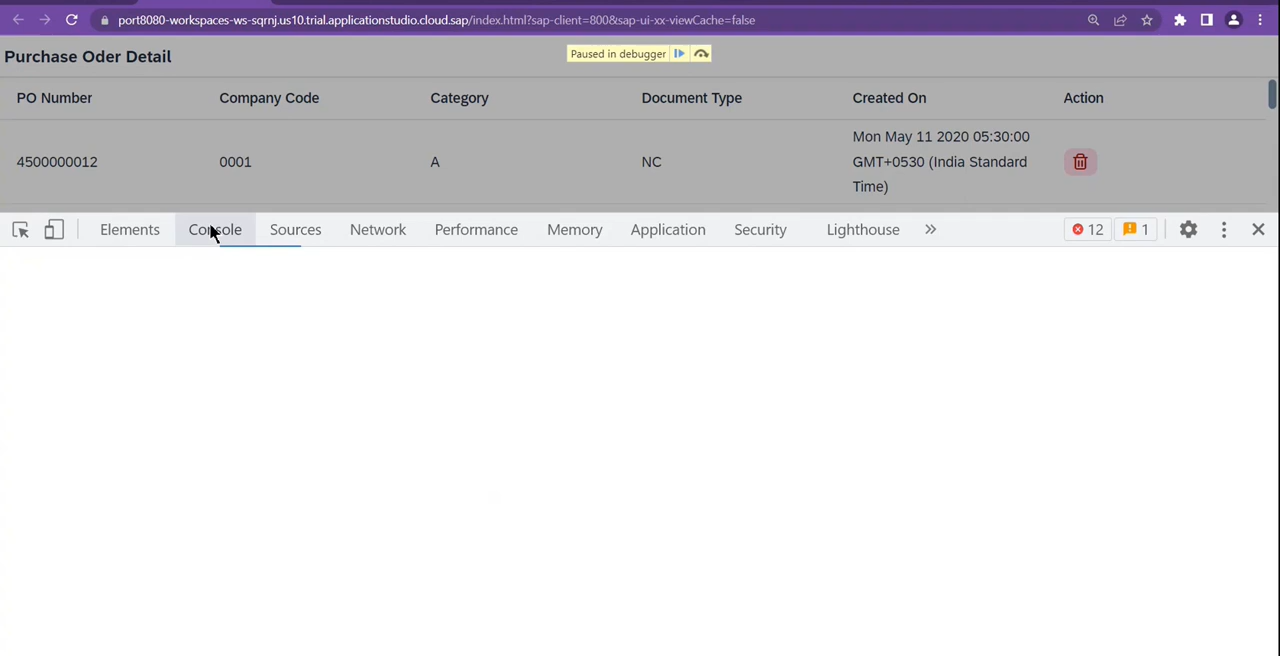 port8080-workspaces-ws-sqrnj.us10.trial.applicationstudio.cloud.sap/index.html?sap-client=800&sap-ui-xx-viewCache=false
Purchase Oder Detail
Paused in debugger
PO Number Company Code Category Document Type Created On Action
4500000012 0001 A NC Mon May 11 2020 05:30:00
GMT+0530 (India Standard
Time)
Elements Console Sources Network Performance Memory Application Security Lighthouse » 12 1